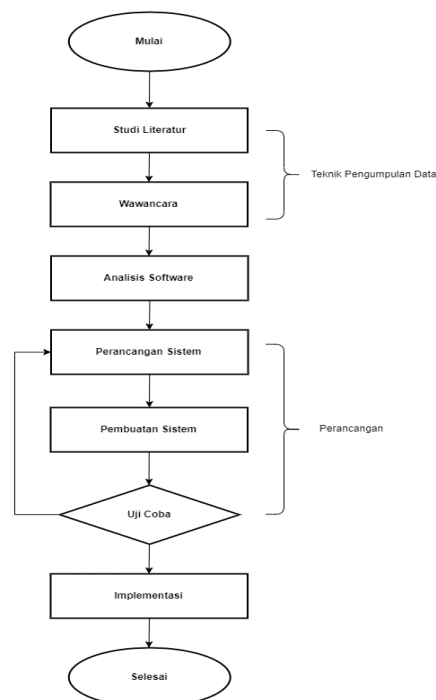 Mulai
Studi Literatur
Teknik Pengumpulan Data
Wawancara
Analisis Software
Perancangan Sistem
Pembuatan Sistem
Perancangan
Uji Coba
Implementasi
Selesai